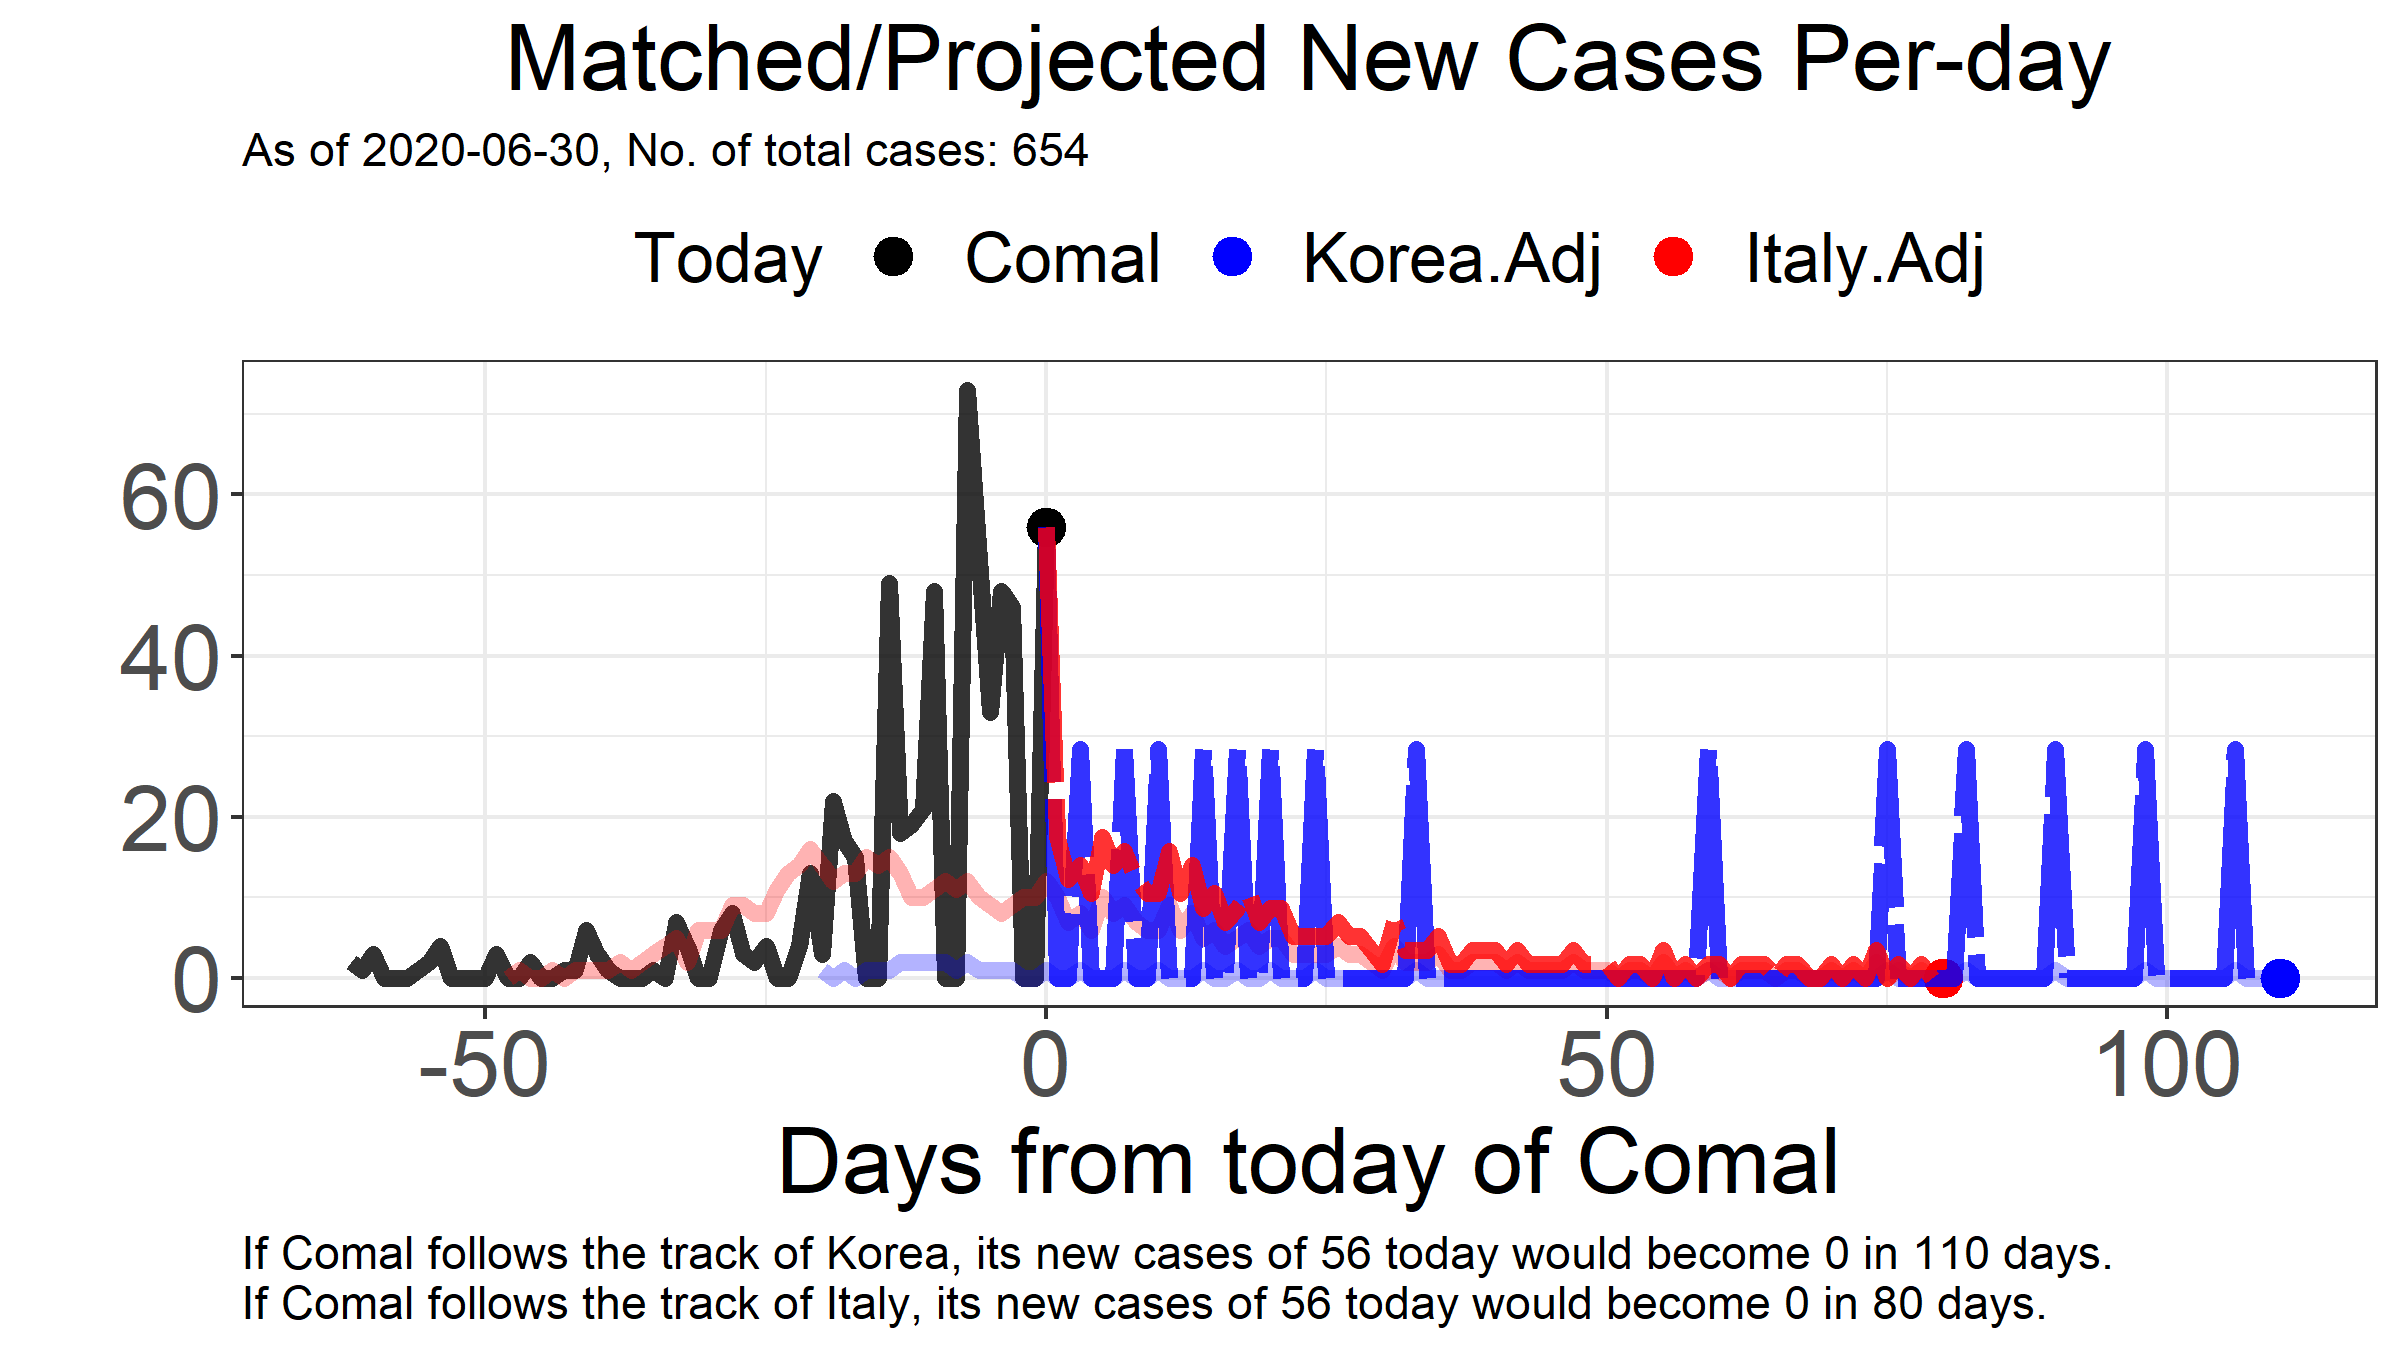 Matched/Projected New Cases Per-day
As of 2020-06-30, No. of total cases: 654
Today Comal Korea.Adj Italy.Adj
60
40
20
0
-50 0 50 100
Days from today of Comal
If Comal follows the track of Korea, its new cases of 56 today would become 0 in 110 days.
If Comal follows the track of Italy, its new cases of 56 today would become 0 in 80 days.